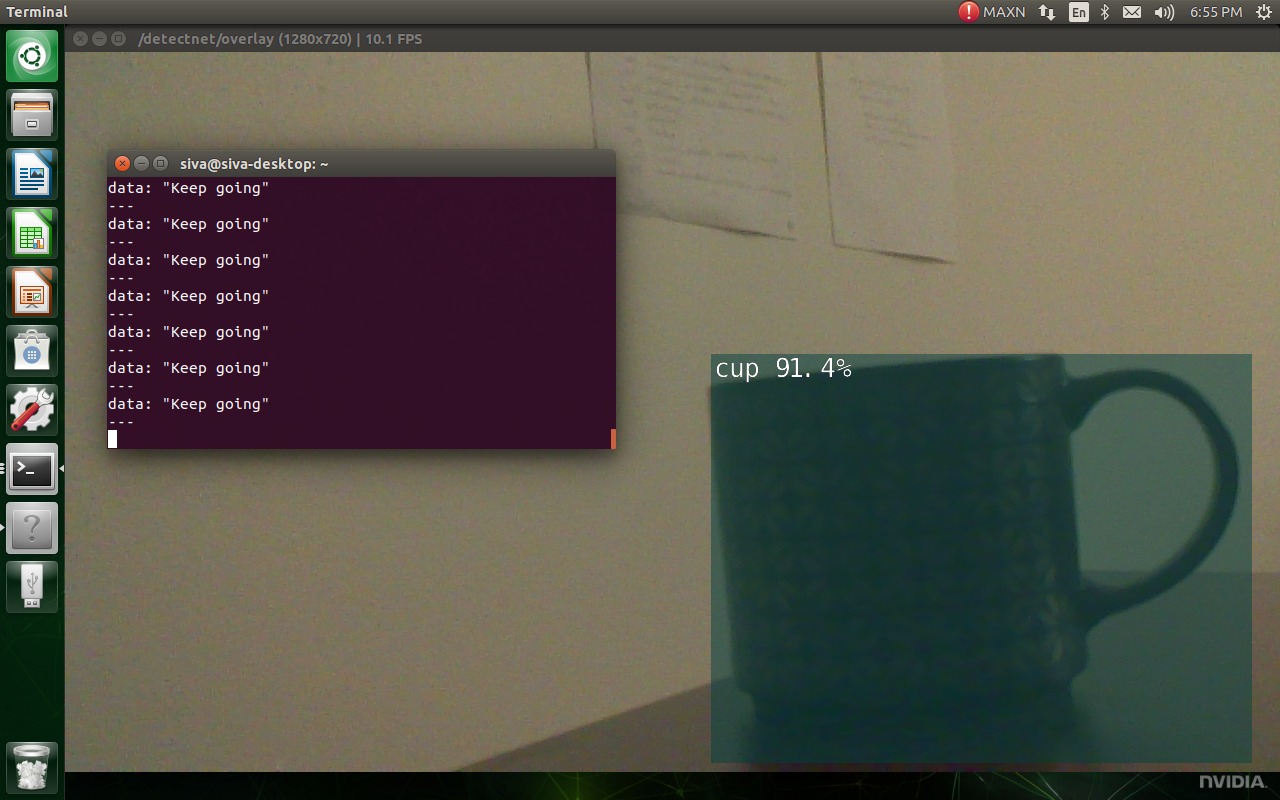 Terminal
MAXN En 6:55 PM
/detectnet/overlay (1280x720) | 10.1 FPS
siva@siva-desktop: ~
data: "Keep going"
---
data: "Keep going"
---
data: "Keep going"
---
data: "Keep going"
---
data: "Keep going"
---
data: "Keep going"
---
data: "Keep going"
---
cup 91.4%
NVIDIA.